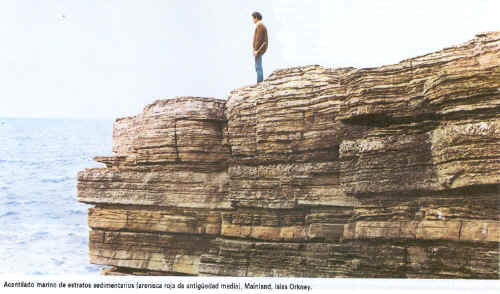 Acantilado marino de estratos sedimentarios (arenisca roja de antigüedad media), Mainland, Islas Orkney.